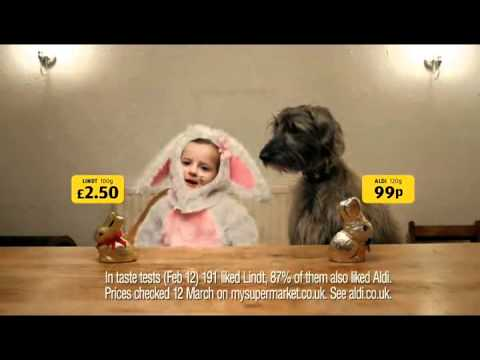 LINDT 100g
£2.50
ALDI 120g
99p
In taste tests (Feb 12) 191 liked Lindt, 87% of them also liked Aldi.
Prices checked 12 March on mysupermarket.co.uk. See aldi.co.uk.